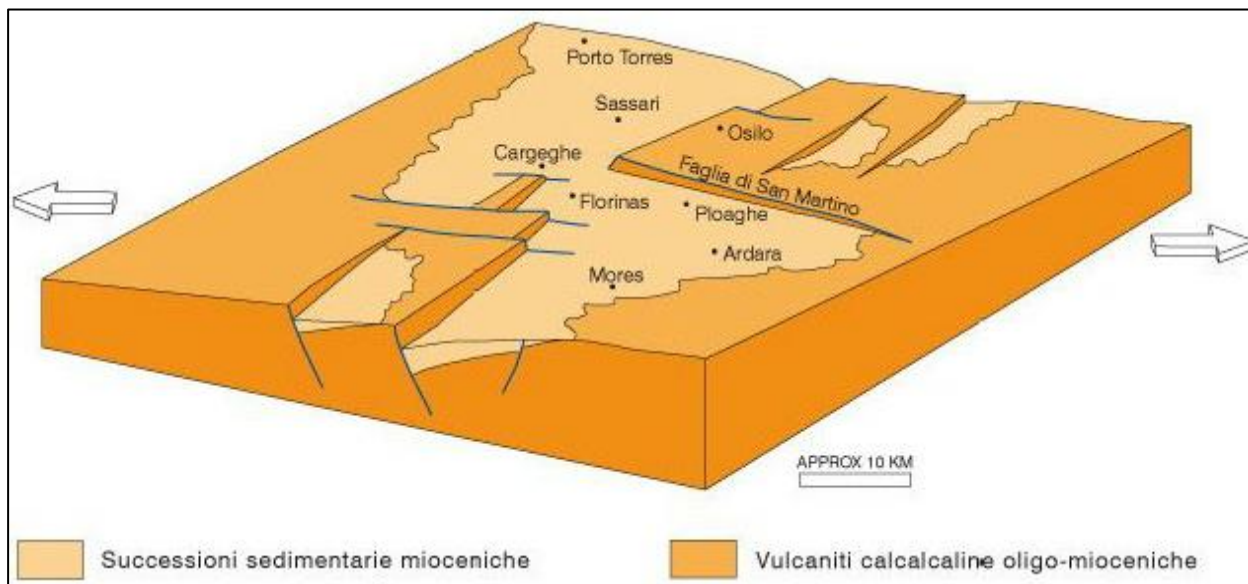 Porto Torres
Sassari
Osilo
Cargeghe
Faglia di San Martino
Florinas
Ploaghe
Ardara
Mores
APPROX 10 KM
Successioni sedimentarie mioceniche
Vulcaniti calcalcaline oligo-mioceniche